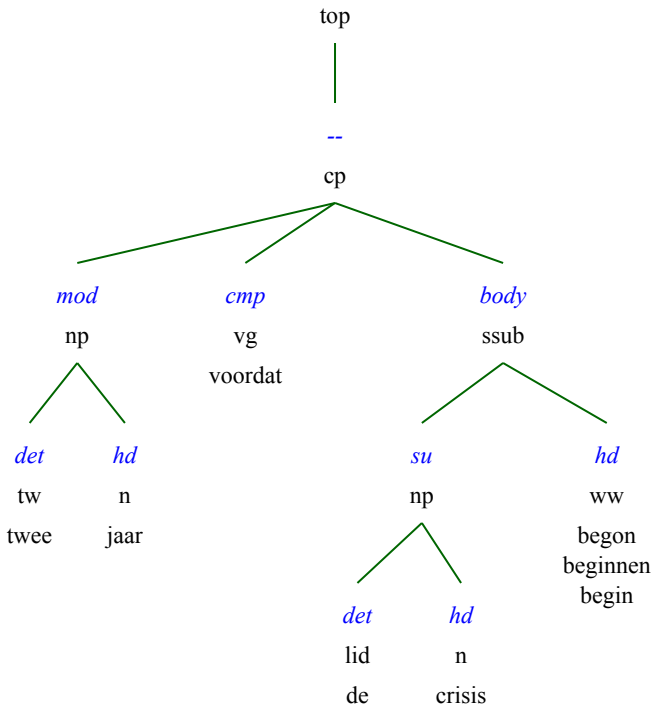 top
--
cp
mod cmp body
np vg ssub
voordat
det hd su hd
tw n np ww
twee jaar begon
beginnen
begin
det hd
lid n
de crisis